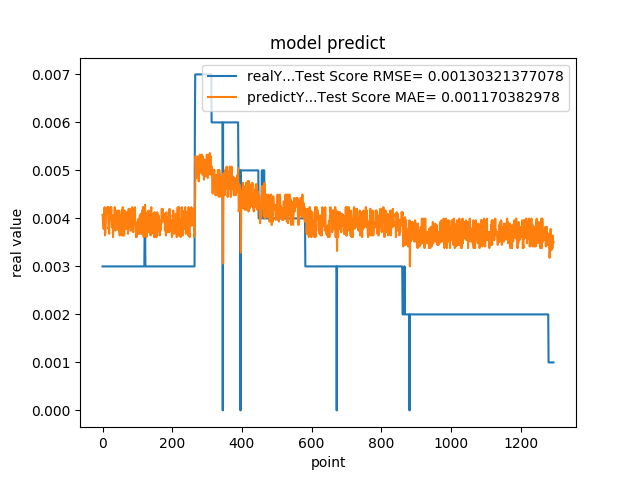 model predict
realY...Test Score RMSE= 0.00130321377078
predictY...Test Score MAE= 0.001170382978
0.007
0.006
0.005
0.004
0.003
0.002
0.001
0.000
real value
0 200 400 600 800 1000 1200
point